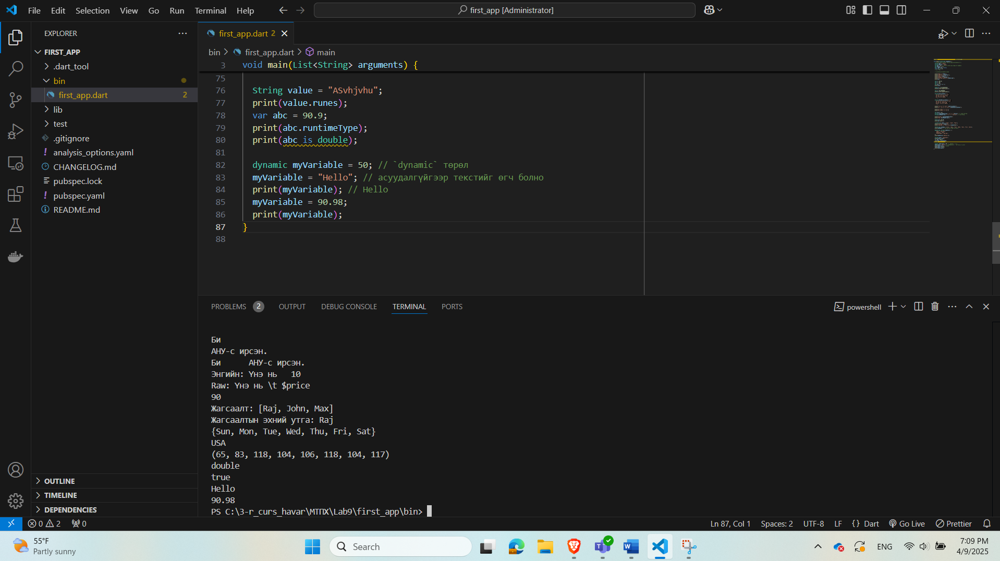 File Edit Selection View Go Run Terminal Help
first_app [Administrator]
EXPLORER
FIRST_APP
.dart_tool
bin
first_app.dart 2
lib
test
.gitignore
analysis_options.yaml
CHANGELOG.md
pubspec.lock
pubspec.yaml
README.md
OUTLINE
TIMELINE
DEPENDENCIES
first_app.dart 2
bin > first_app.dart > main
3 void main(List<String> arguments) {
75
76 String value = "ASvhjvhu";
77 print(value.runes);
78 var abc = 90.9;
79 print(abc.runtimeType);
80 print(abc is double);
81
82 dynamic myVariable = 50; // `dynamic` төрөл
83 myVariable = "Hello"; // асуудалгүйгээр текстийг өгч болно
84 print(myVariable); // Hello
85 myVariable = 90.98;
86 print(myVariable);
87 }
88
PROBLEMS 2 OUTPUT DEBUG CONSOLE TERMINAL PORTS
powershell
Би
АНУ-с ирсэн.
Би АНУ-с ирсэн.
Энгийн: Үнэ нь 10
Raw: Үнэ нь \t $price
90
Жагсаалт: [Raj, John, Max]
Жагсаалтын эхний утга: Raj
{Sun, Mon, Tue, Wed, Thu, Fri, Sat}
USA
(65, 83, 118, 104, 106, 118, 104, 117)
double
true
Hello
90.98
PS C:\3-r_curs_havar\МТПХ\Lab9\first_app\bin>
0 2 0
Ln 87, Col 1 Spaces: 2 UTF-8 LF {} Dart Go Live Prettier
55°F
Partly sunny
Search
ENG
7:09 PM
4/9/2025